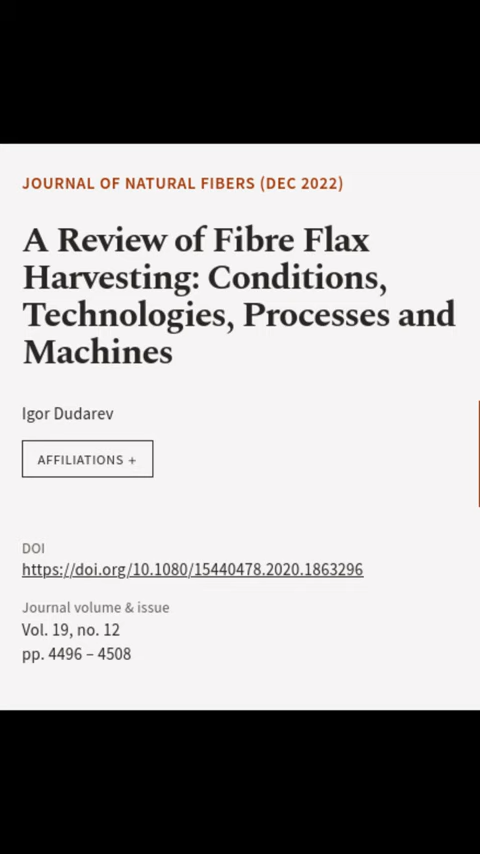 JOURNAL OF NATURAL FIBERS (DEC 2022)
A Review of Fibre Flax
Harvesting: Conditions,
Technologies, Processes and
Machines
Igor Dudarev
AFFILIATIONS +
DOI
https://doi.org/10.1080/15440478.2020.1863296
Journal volume & issue
Vol. 19, no. 12
pp. 4496 – 4508